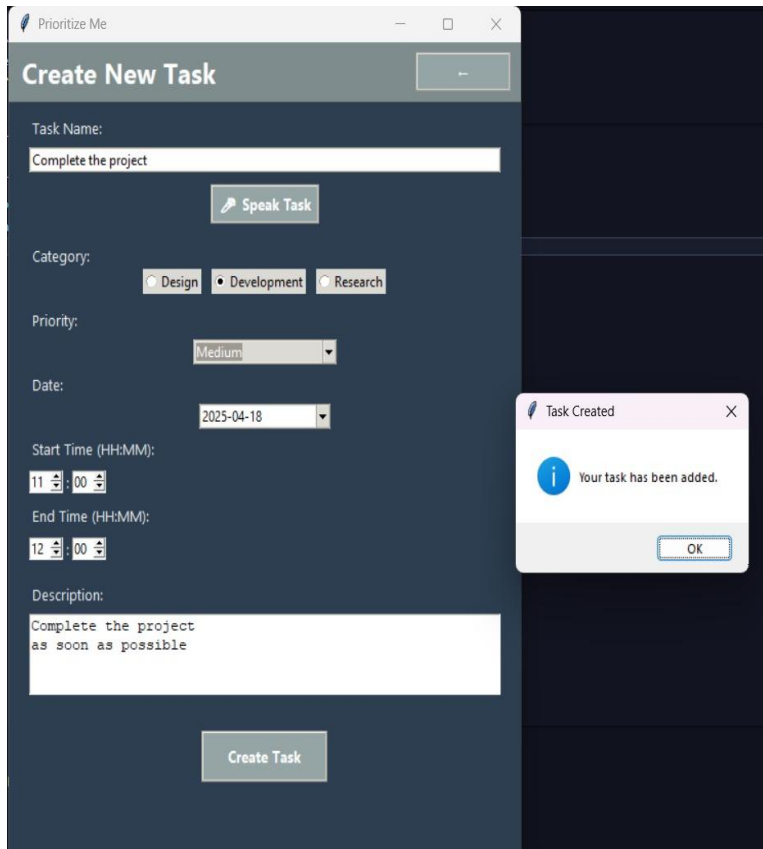 Prioritize Me
Create New Task
←
Task Name:
Complete the project
Speak Task
Category:
Design Development Research
Priority:
Medium
Date:
2025-04-18
Start Time (HH:MM):
11 : 00
End Time (HH:MM):
12 : 00
Description:
Complete the project
as soon as possible
Create Task
Task Created
Your task has been added.
OK